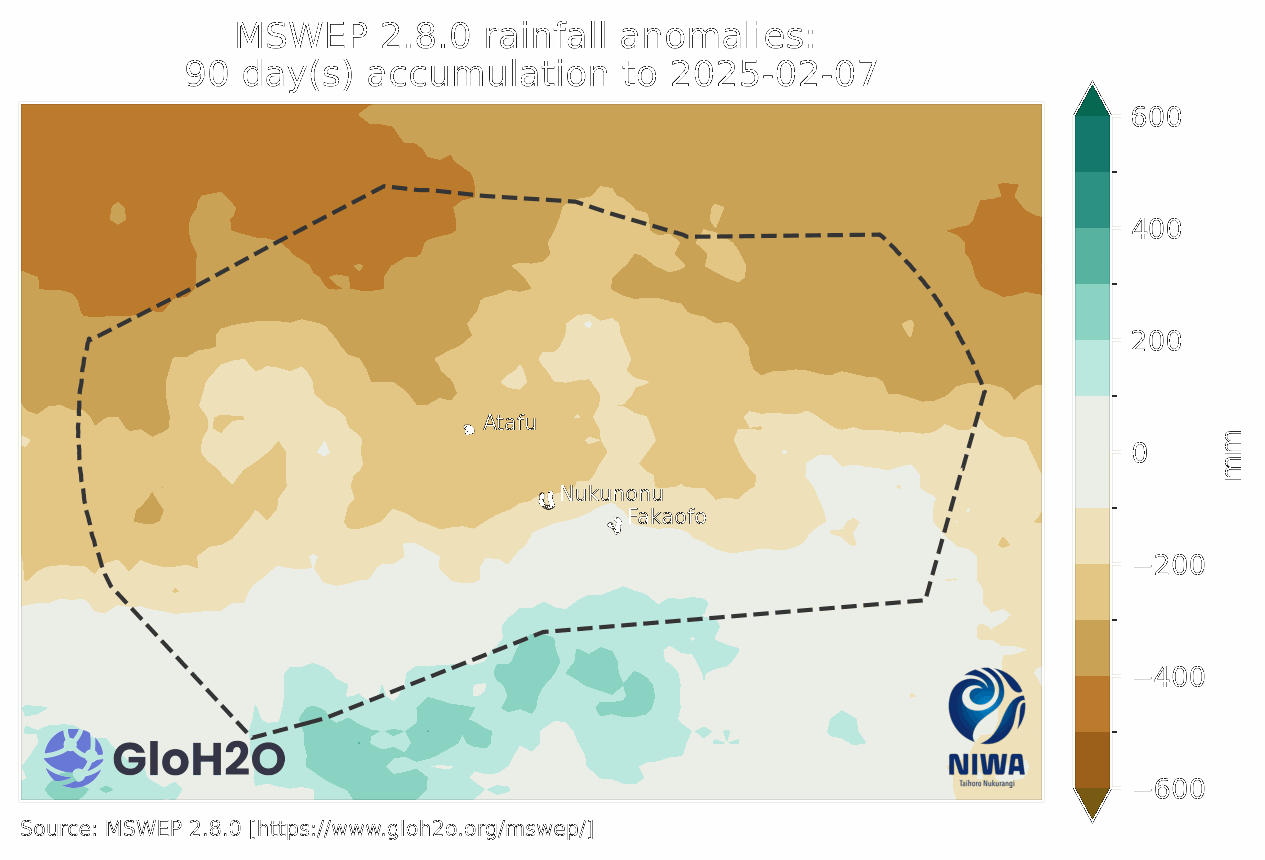 MSWEP 2.8.0 rainfall anomalies:
90 day(s) accumulation to 2025-02-07
600
400
200
0
−200
−400
−600
mm
Atafu
Nukunonu
Fakaofo
GloH2O
NIWA
Taihoro Nukurangi
Source: MSWEP 2.8.0 [https://www.gloh2o.org/mswep/]